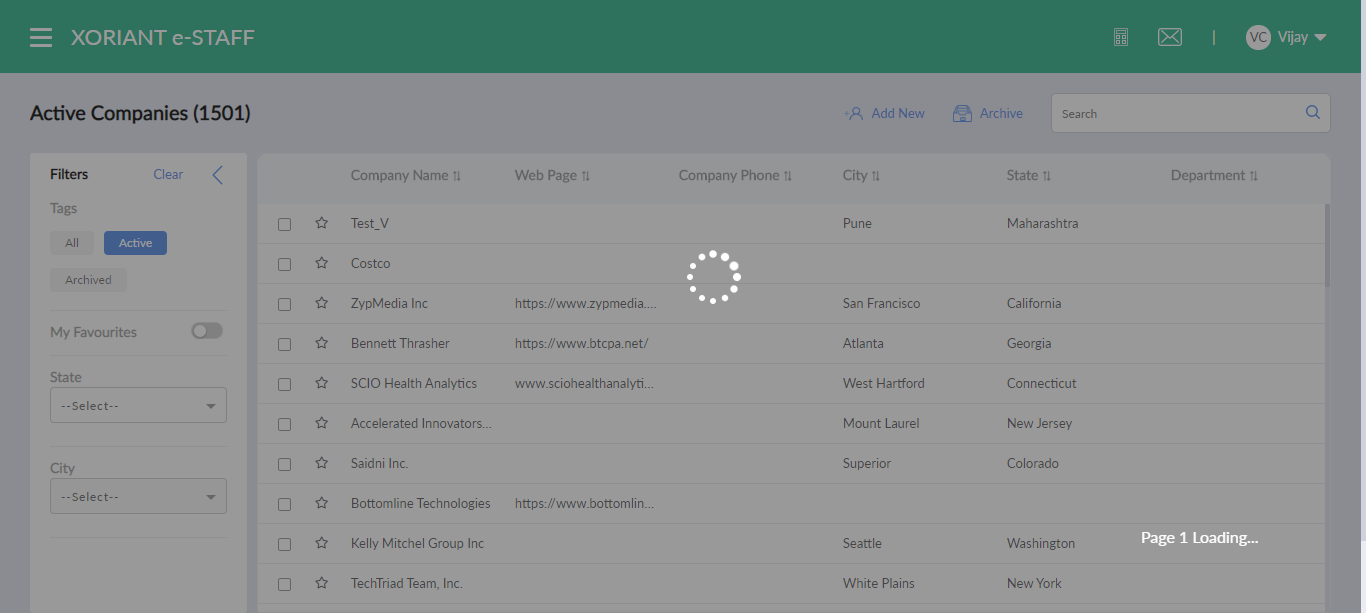 XORIANT e-STAFF
VC Vijay
Active Companies (1501)
Add New
Archive
Search
Filters
Clear
Tags
All
Active
Archived
My Favourites
State
--Select--
City
--Select--
Company Name Web Page Company Phone City State Department
Test_V Pune Maharashtra
Costco
ZypMedia Inc https://www.zypmedia.... San Francisco California
Bennett Thrasher https://www.btcpa.net/ Atlanta Georgia
SCIO Health Analytics www.sciohealthanalyti... West Hartford Connecticut
Accelerated Innovators... Mount Laurel New Jersey
Saidni Inc. Superior Colorado
Bottomline Technologies https://www.bottomlin...
Kelly Mitchel Group Inc Seattle Washington
Page 1 Loading...
TechTriad Team, Inc. White Plains New York